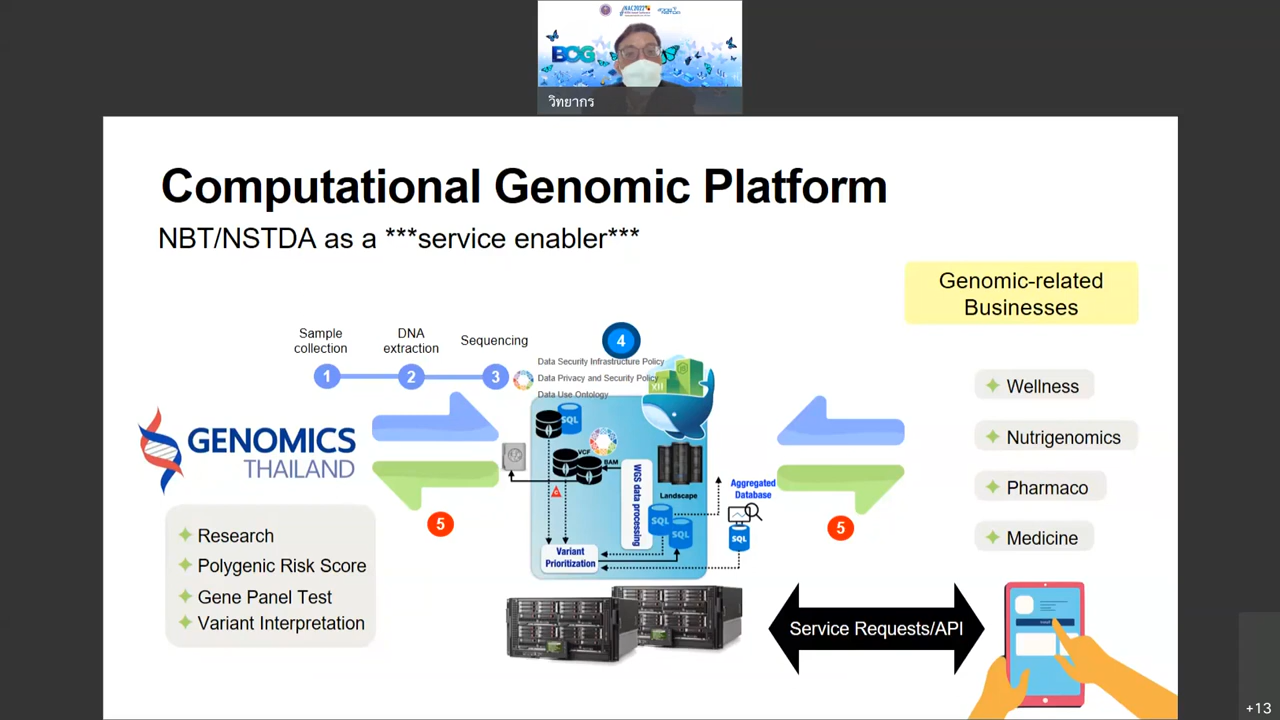 NAC2022
BCG
วิทยากร
Computational Genomic Platform
NBT/NSTDA as a ***service enabler***
Genomic-related
Businesses
Sample
collection
DNA
extraction
Sequencing
1
2
3
4
Data Security Infrastructure Policy
Data Privacy and Security Policy
Data Use Ontology
GENOMICS
THAILAND
SQL
VCF
BAM
WGS data processing
Landscape
SQL
SQL
Variant
Prioritization
Aggregated
Database
SQL
5
5
Research
Polygenic Risk Score
Gene Panel Test
Variant Interpretation
Wellness
Nutrigenomics
Pharmaco
Medicine
Service Requests/API
+13